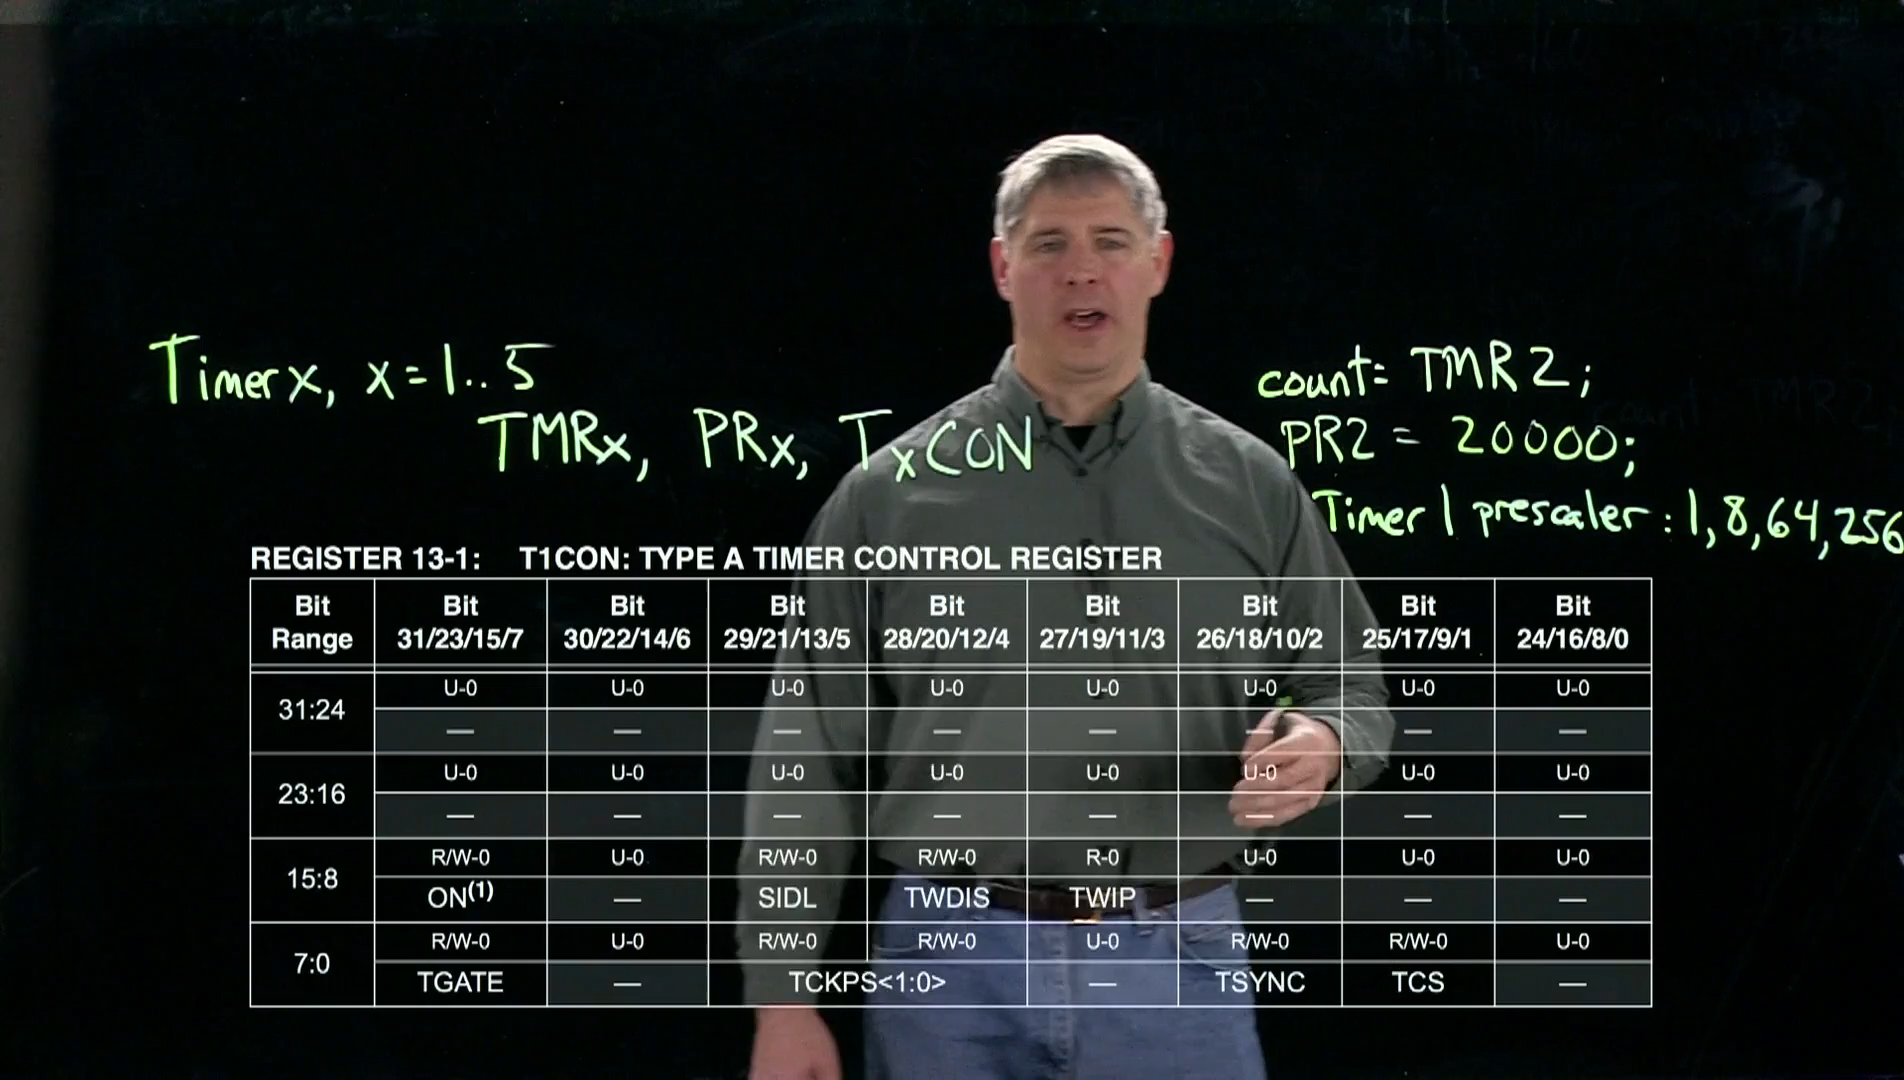 Timerx, x=1..5
TMRx, PRx, TxCON
count= TMR2;
PR2 = 20000;
Timer 1 prescaler: 1, 8, 64, 256
REGISTER 13-1: T1CON: TYPE A TIMER CONTROL REGISTER
Bit Range Bit 31/23/15/7 Bit 30/22/14/6 Bit 29/21/13/5 Bit 28/20/12/4 Bit 27/19/11/3 Bit 26/18/10/2 Bit 25/17/9/1 Bit 24/16/8/0
31:24 U-0 U-0 U-0 U-0 U-0 U-0 U-0 U-0
— — — — — — — —
23:16 U-0 U-0 U-0 U-0 U-0 U-0 U-0 U-0
— — — — — — — —
15:8 R/W-0 U-0 R/W-0 R/W-0 R-0 U-0 U-0 U-0
ON(1) — SIDL TWDIS TWIP — — —
7:0 R/W-0 U-0 R/W-0 R/W-0 U-0 R/W-0 R/W-0 U-0
TGATE — TCKPS<1:0> — TSYNC TCS —